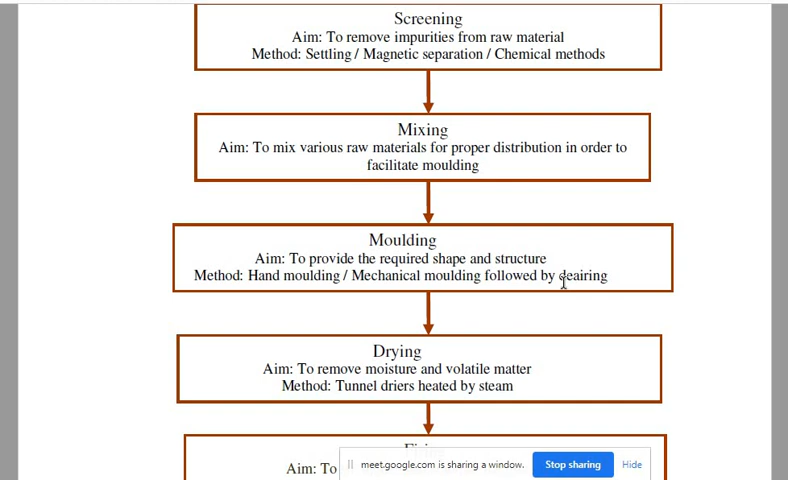 Screening
Aim: To remove impurities from raw material
Method: Settling / Magnetic separation / Chemical methods
Mixing
Aim: To mix various raw materials for proper distribution in order to
facilitate moulding
Moulding
Aim: To provide the required shape and structure
Method: Hand moulding / Mechanical moulding followed by deairing
Drying
Aim: To remove moisture and volatile matter
Method: Tunnel driers heated by steam
Aim: To
meet.google.com is sharing a window.
Stop sharing
Hide